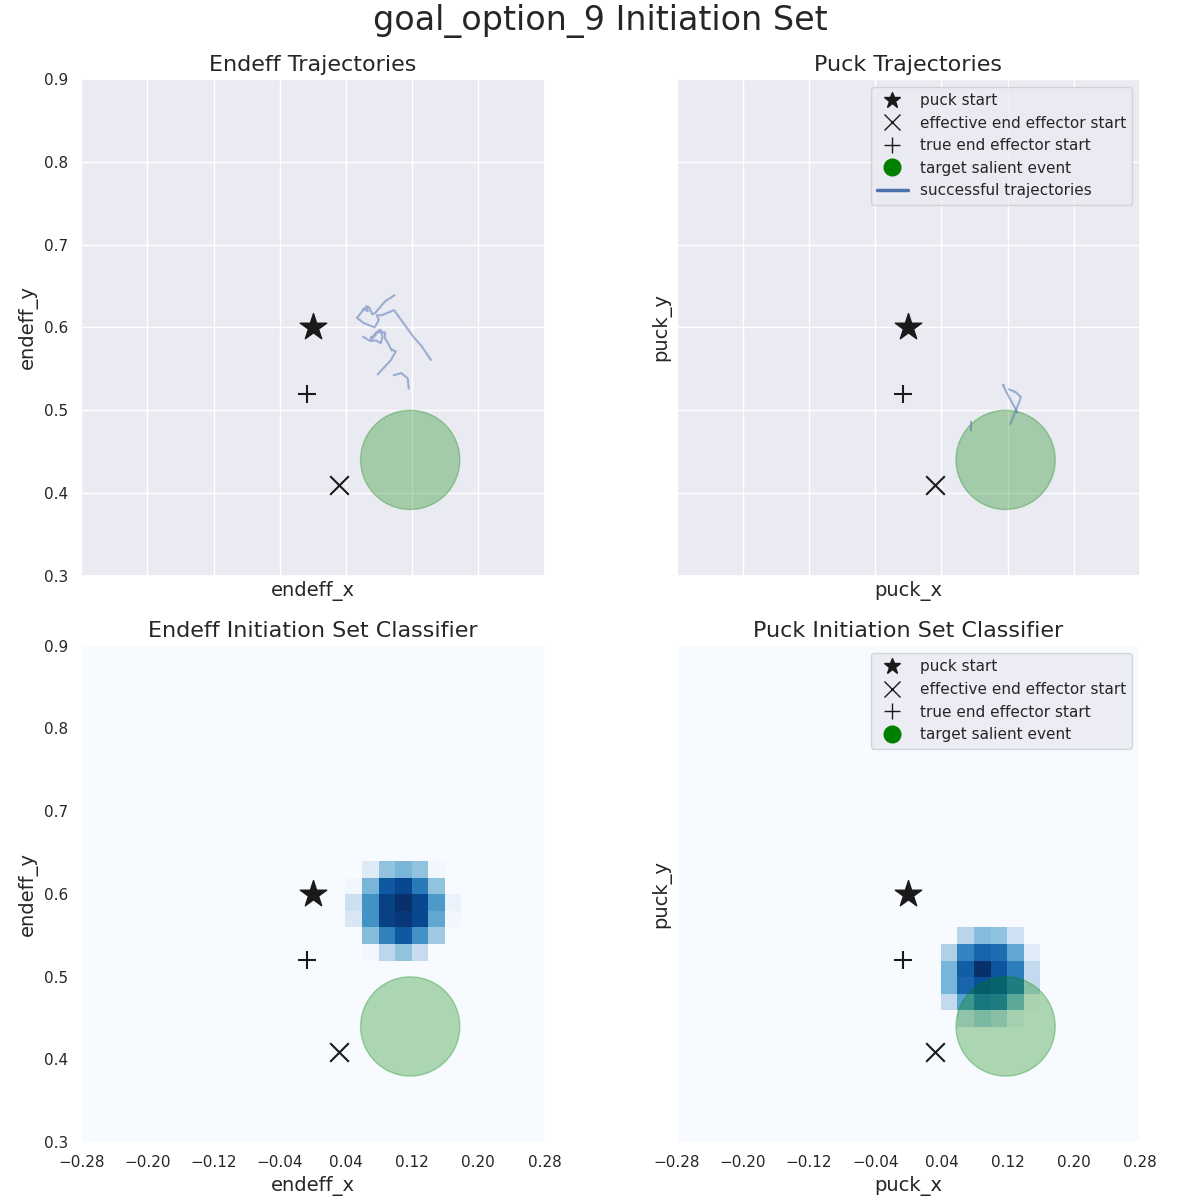 goal_option_9 Initiation Set
Endeff Trajectories
0.9
0.8
0.7
0.6
0.5
0.4
0.3
endeff_y
endeff_x
Puck Trajectories
puck start
effective end effector start
true end effector start
target salient event
successful trajectories
puck_y
puck_x
Endeff Initiation Set Classifier
0.9
0.8
0.7
0.6
0.5
0.4
0.3
endeff_y
−0.28 −0.20 −0.12 −0.04 0.04 0.12 0.20 0.28
endeff_x
Puck Initiation Set Classifier
puck start
effective end effector start
true end effector start
target salient event
puck_y
−0.28 −0.20 −0.12 −0.04 0.04 0.12 0.20 0.28
puck_x